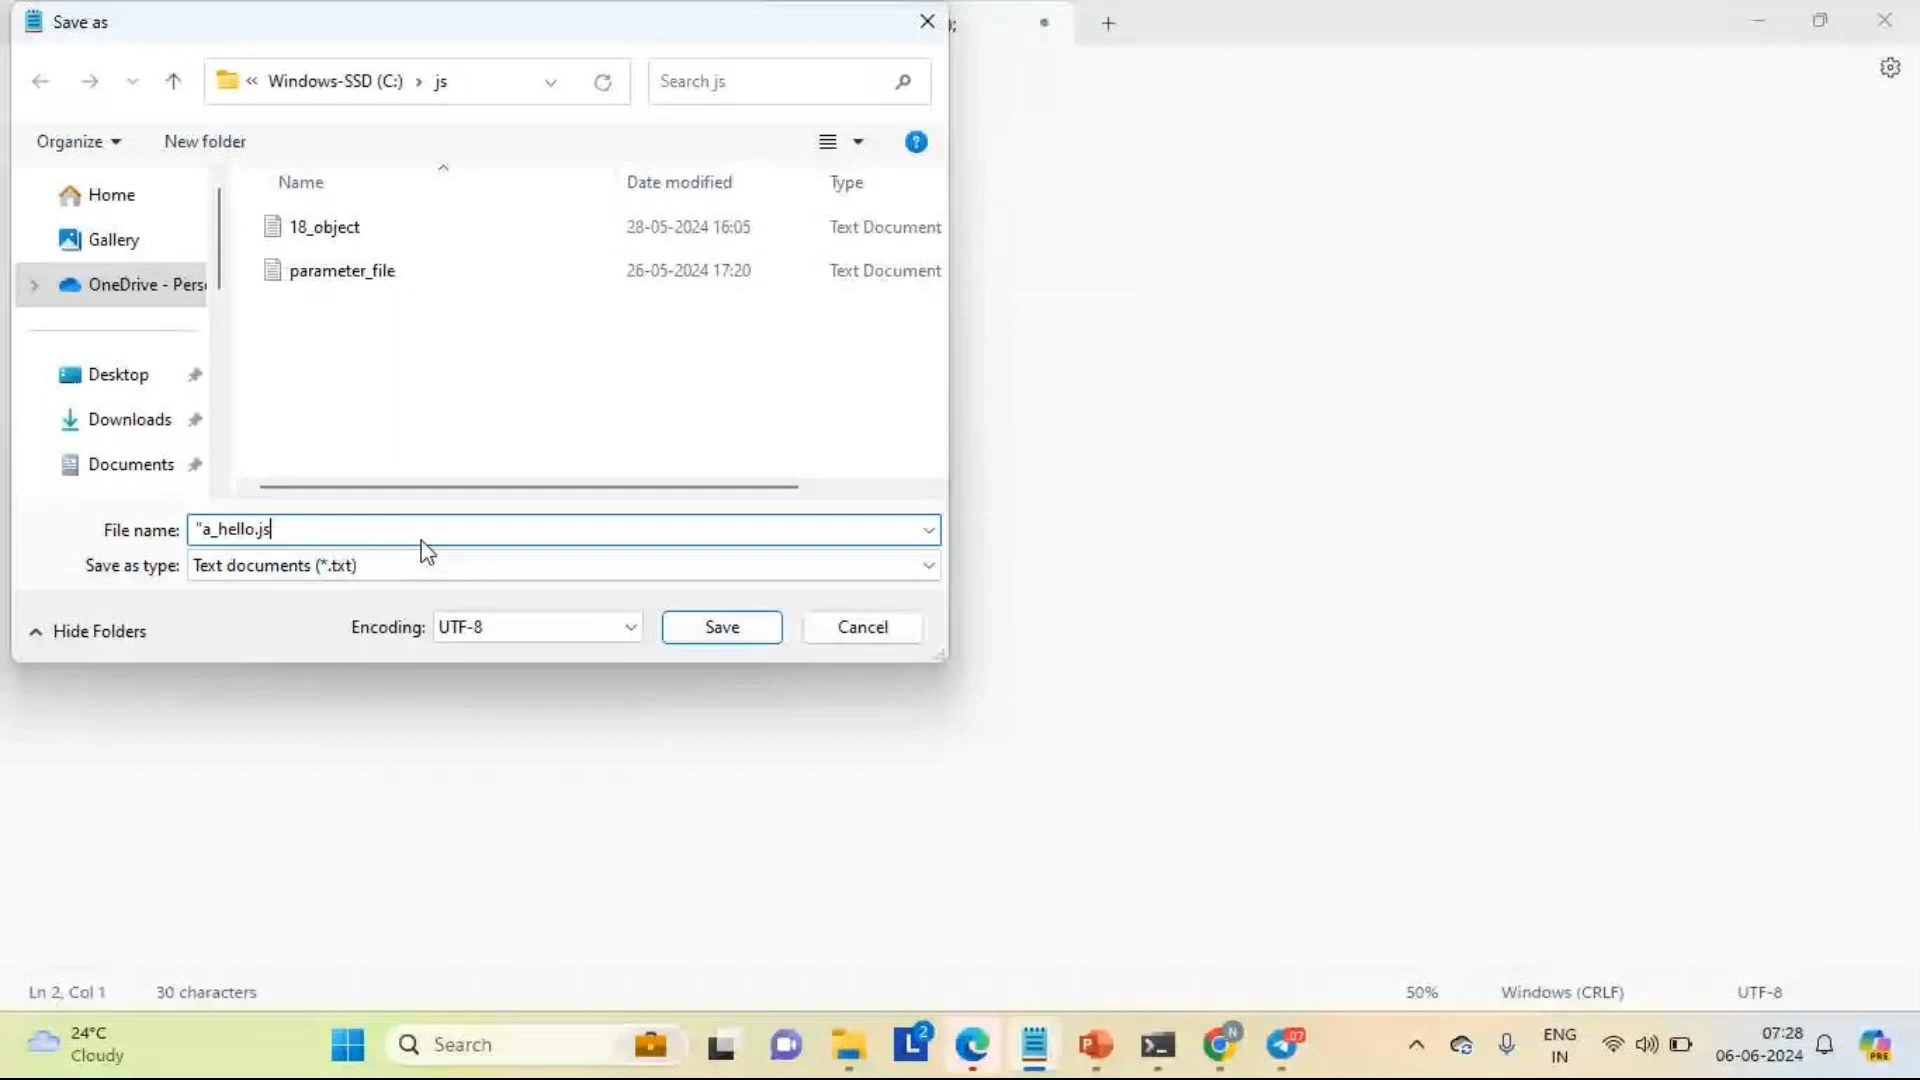 Save as
);
« Windows-SSD (C:) › js
Search js
Organize
New folder
Name
Date modified
Type
Home
18_object
28-05-2024 16:05
Text Document
Gallery
parameter_file
26-05-2024 17:20
Text Document
OneDrive - Pers
Desktop
Downloads
Documents
File name: "a_hello.js
Save as type: Text documents (*.txt)
Hide Folders
Encoding: UTF-8
Save
Cancel
Ln 2, Col 1
30 characters
50%
Windows (CRLF)
UTF-8
24°C
Cloudy
Search
L
2
P
N
07
PRE
ENG
IN
07:28
06-06-2024